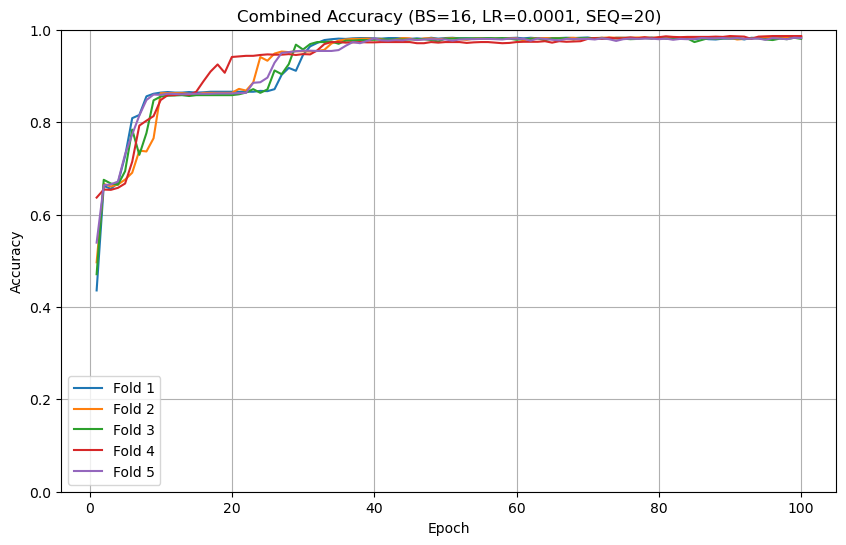 Combined Accuracy (BS=16, LR=0.0001, SEQ=20)
1.0
0.8
0.6
0.4
0.2
0.0
Accuracy
Fold 1
Fold 2
Fold 3
Fold 4
Fold 5
0 20 40 60 80 100
Epoch